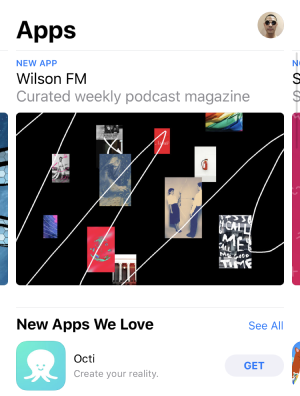 Apps
NEW APP
Wilson FM
Curated weekly podcast magazine
CALL
ME
TIME
New Apps We Love
See All
Octi
Create your reality.
GET